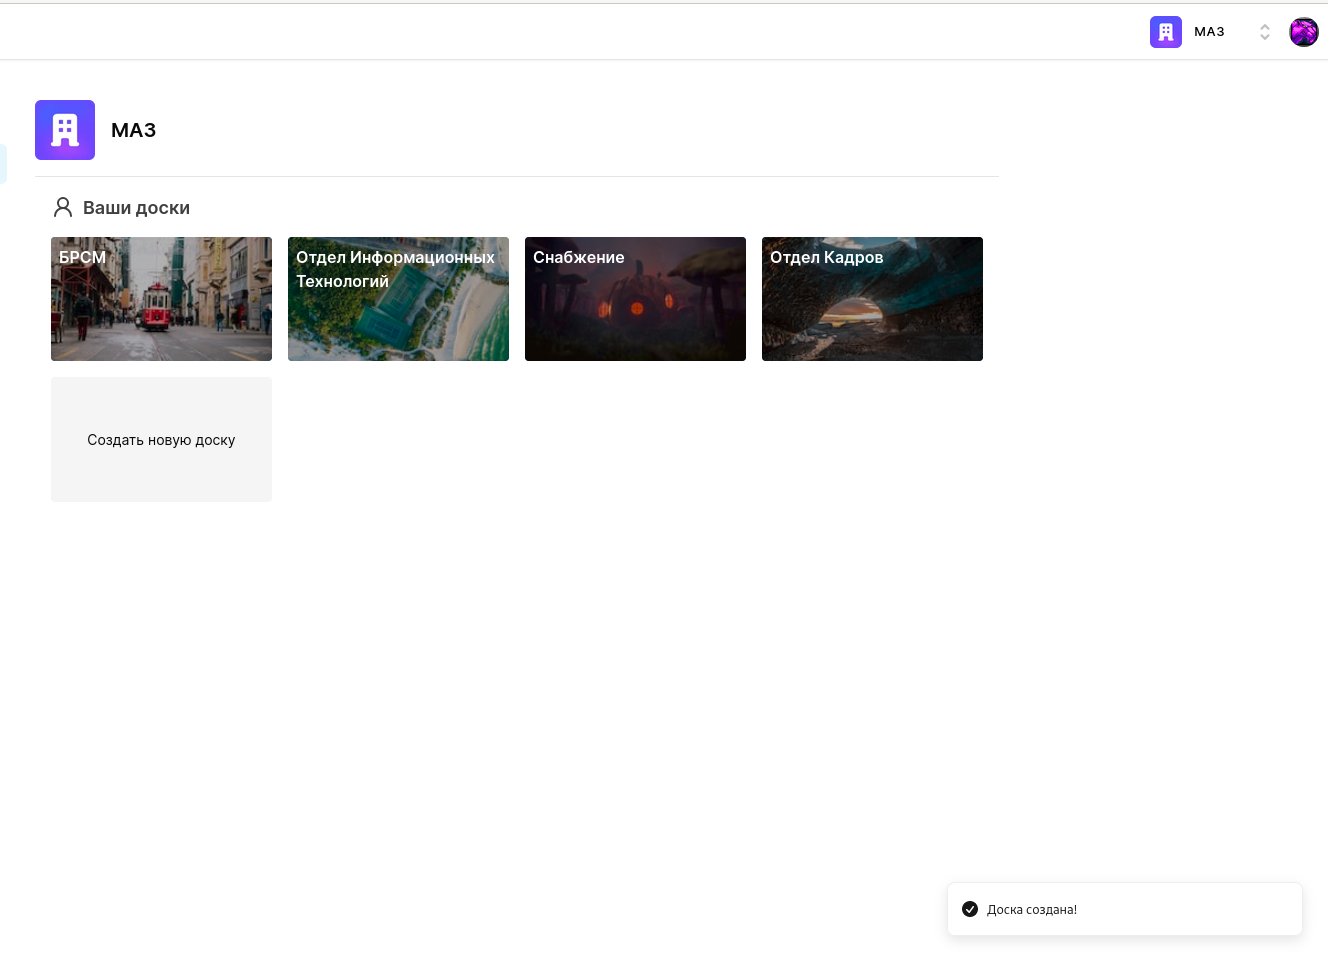 МАЗ
МАЗ
Ваши доски
БРСМ
Отдел Информационных
Технологий
Снабжение
Отдел Кадров
Создать новую доску
Доска создана!